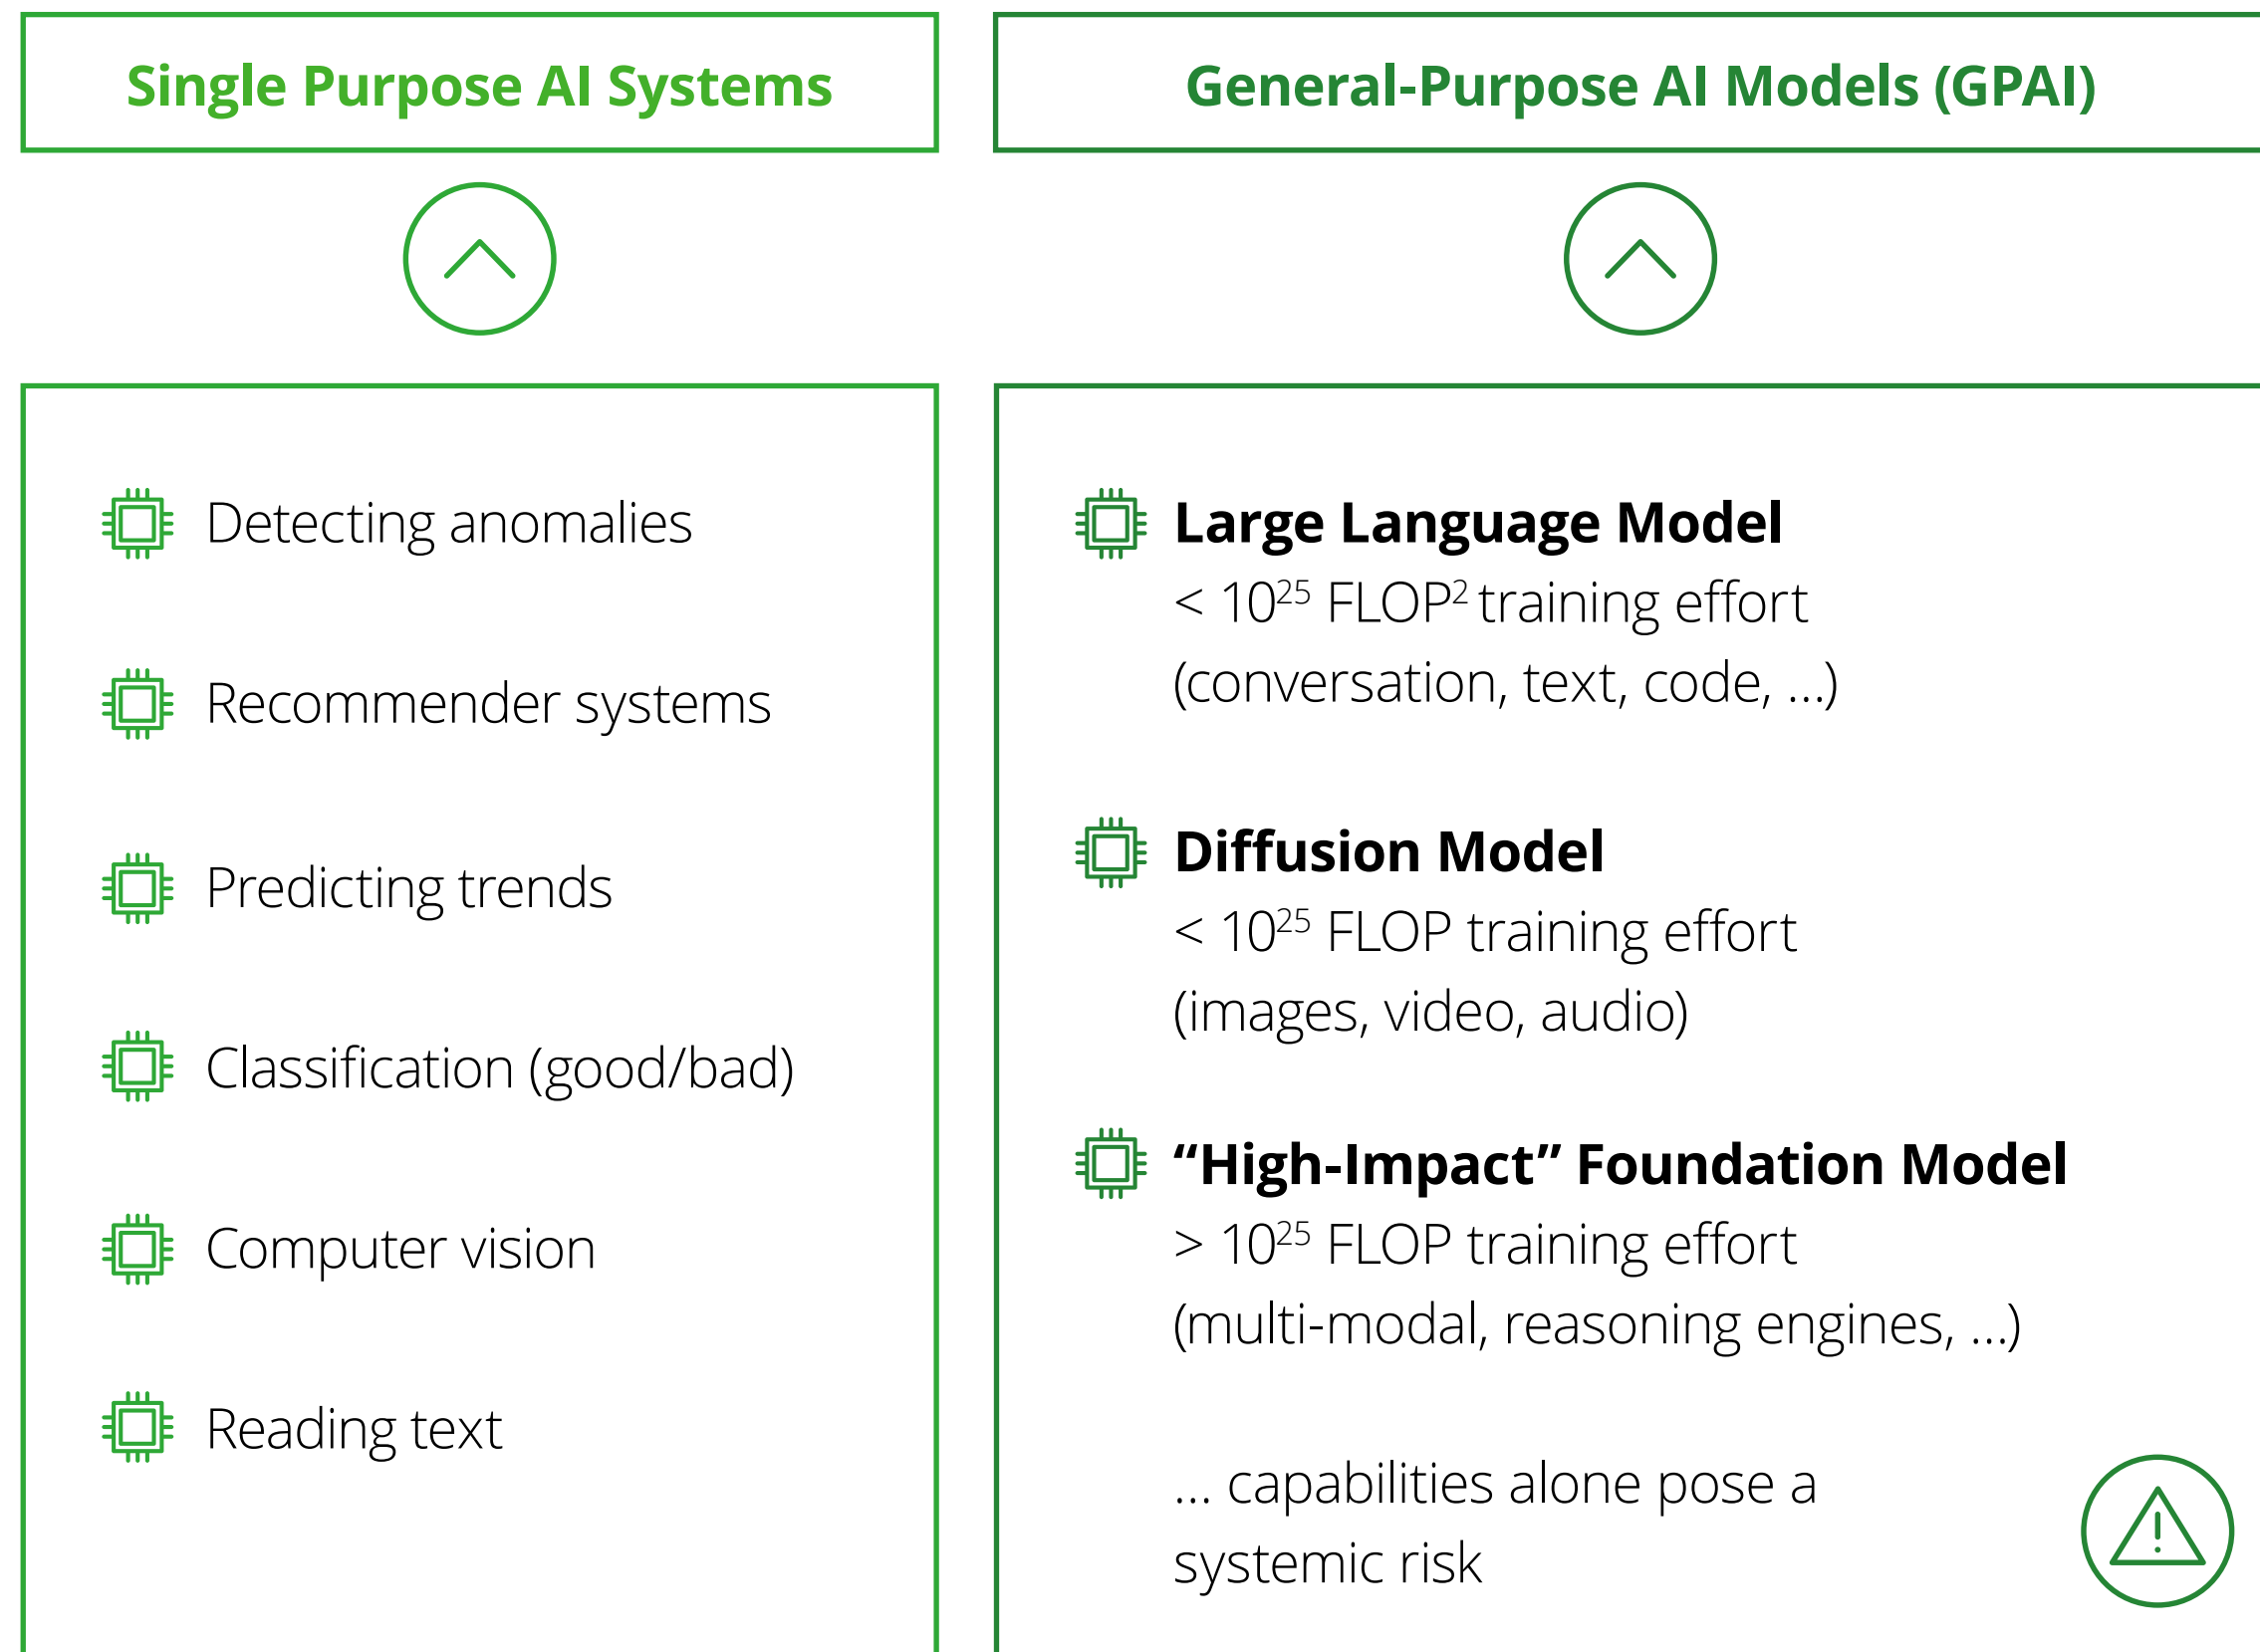 Single Purpose AI Systems
Detecting anomalies
Recommender systems
Predicting trends
Classification (good/bad)
Computer vision
Reading text
General-Purpose AI Models (GPAI)
Large Language Model
< 10²⁵ FLOP² training effort
(conversation, text, code, ...)
Diffusion Model
< 10²⁵ FLOP training effort
(images, video, audio)
“High-Impact” Foundation Model
> 10²⁵ FLOP training effort
(multi-modal, reasoning engines, ...)
... capabilities alone pose a
systemic risk